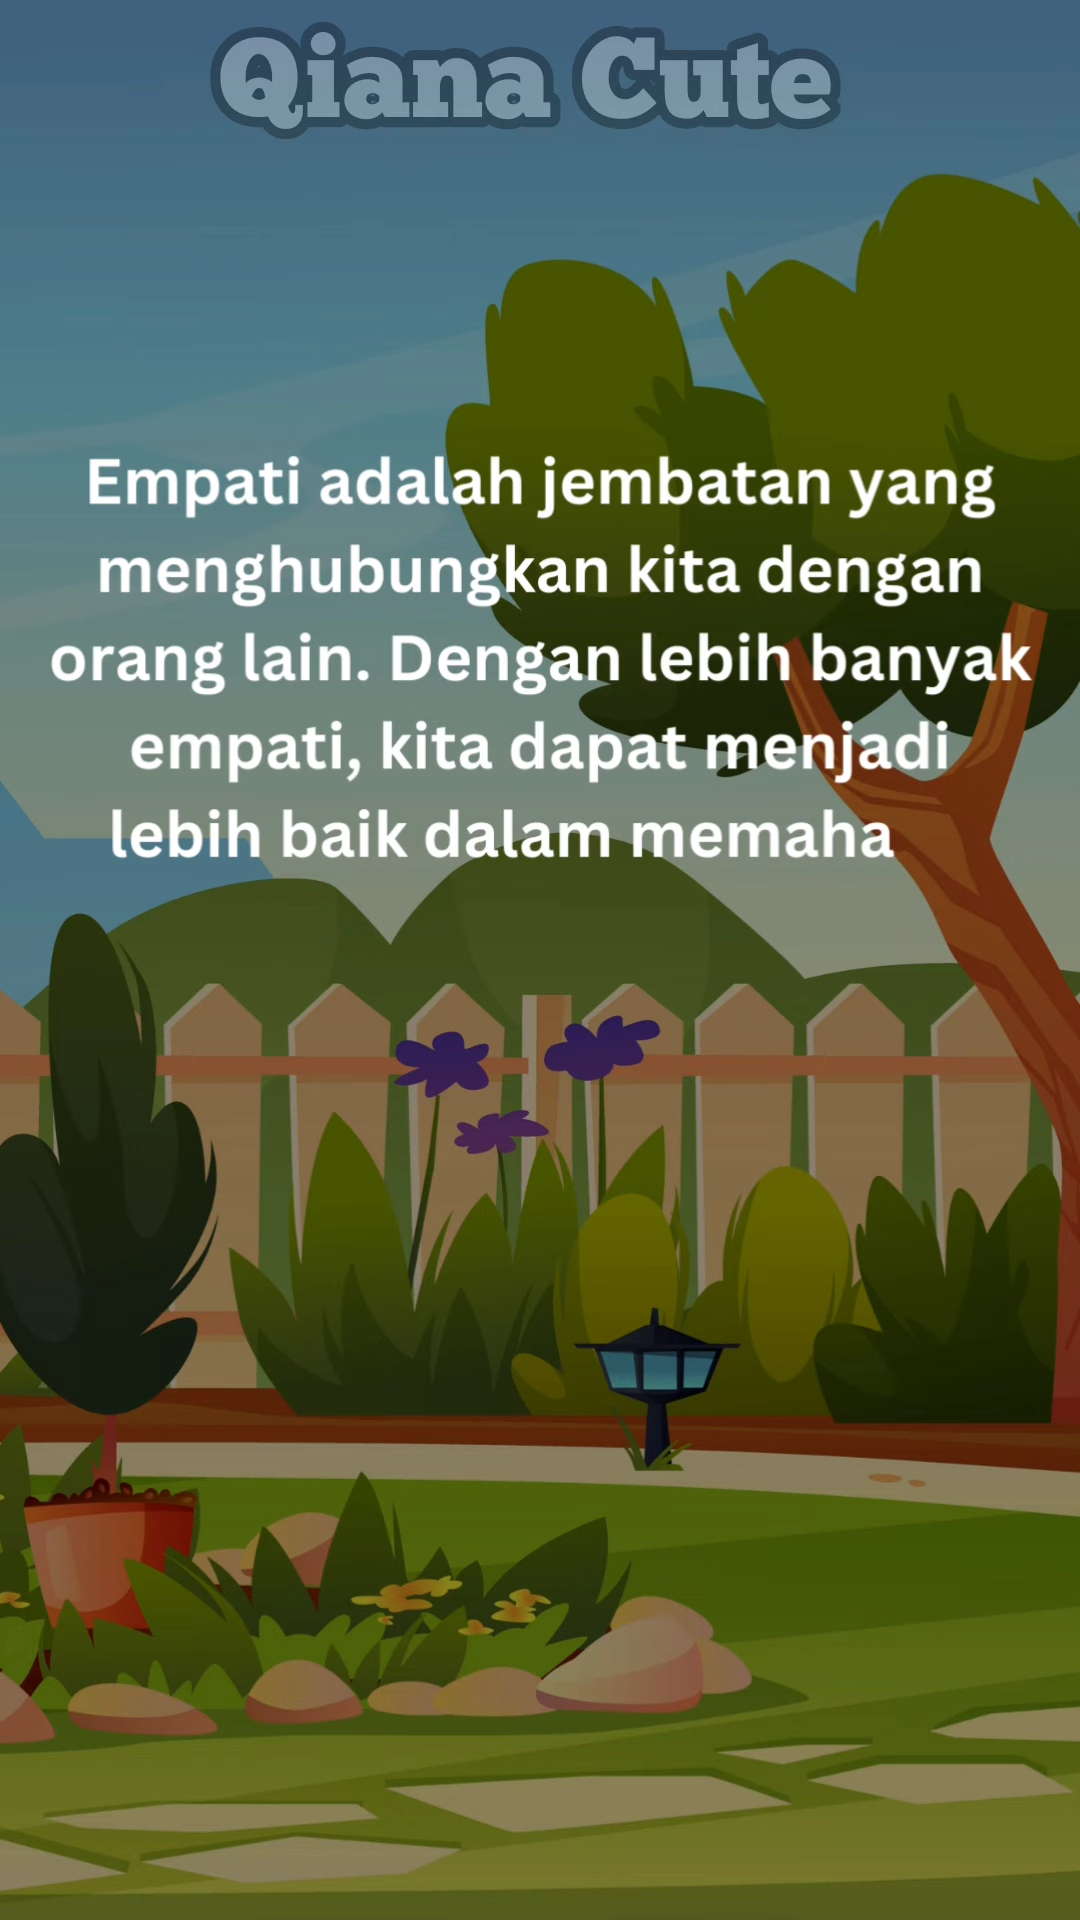 Qiana Cute
Empati adalah jembatan yang
menghubungkan kita dengan
orang lain. Dengan lebih banyak
empati, kita dapat menjadi
lebih baik dalam memaha